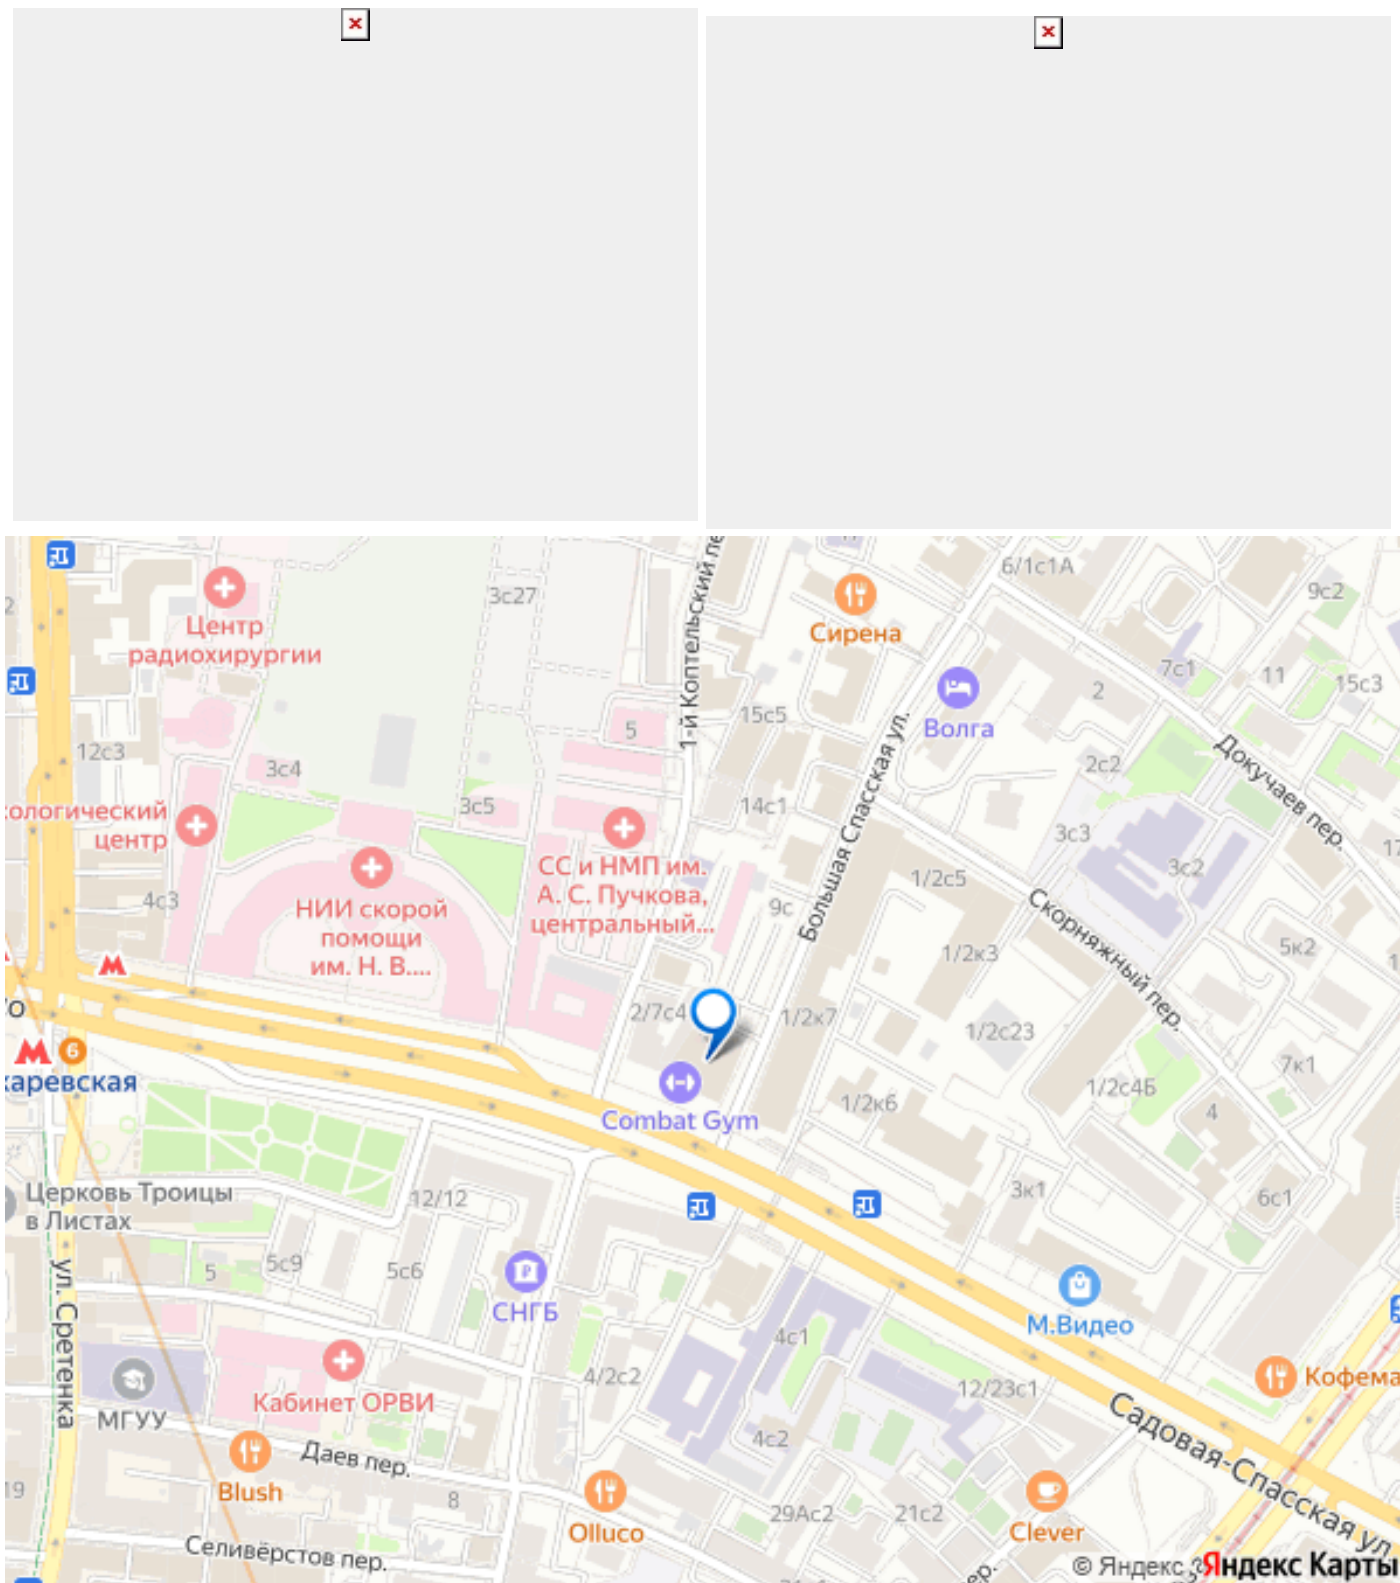 3с27
6/1с1А
9с2
Центр
радиохирургии
Сирена
1-й Коптельский пе
7с1
11
15с3
2
Волга
5
15с5
12с3
3с4
2с2
Докучаев пер.
кологический
центр
3с5
14с1
Большая Спасская ул.
3с3
3с2
17
СС и НМП им.
А. С. Пучкова,
центральный...
НИИ скорой
помощи
им. Н. В....
4с3
9с
1/2с5
Скорняжный пер.
1/2к3
5к2
2/7с4
1/2к7
1/2с23
6
каревская
Combat Gym
1/2к6
1/2с4Б
7к1
4
Церковь Троицы
в Листах
12/12
3к1
6с1
ул. Сретенка
5
5с9
5с6
СНГБ
М.Видео
4с1
Кабинет ОРВИ
4/2с2
12/23с1
Кофема
МГУУ
Садовая-Спасская ул.
4с2
Даев пер.
Blush
8
19
Olluco
29Ас2
21с2
Clever
Селивёрстов пер.
пер.
© Яндекс
Яндекс Карты